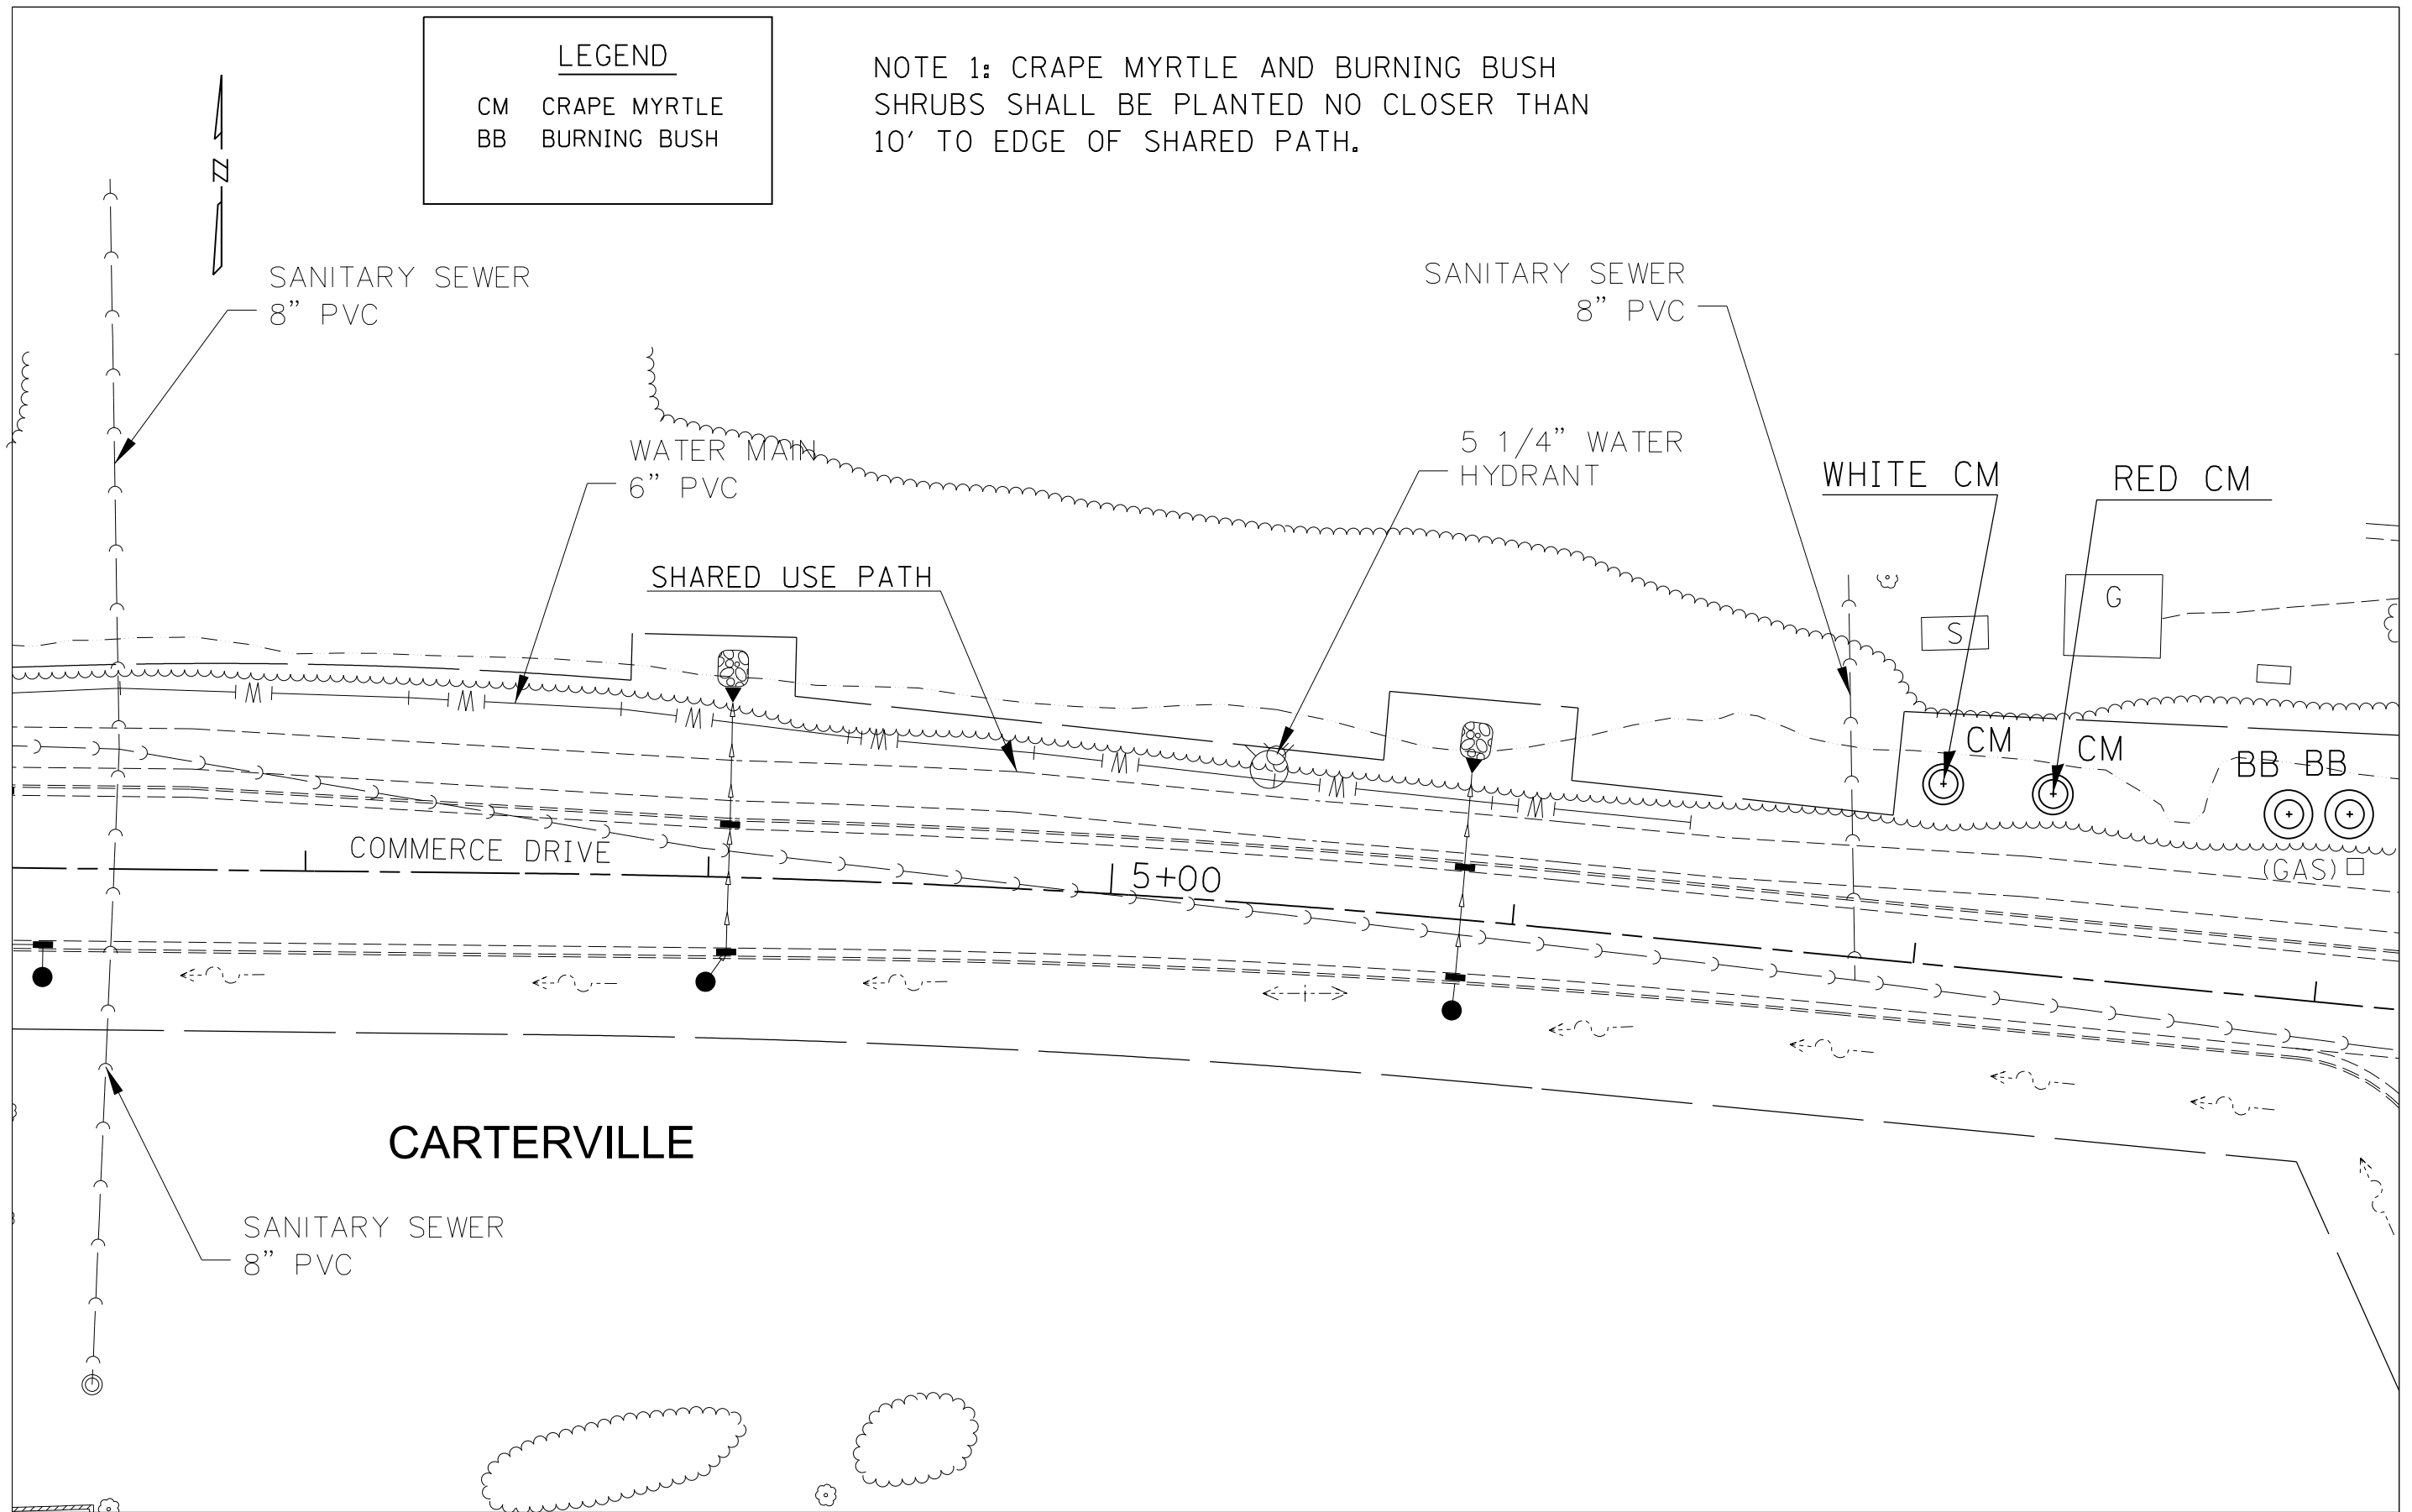 LEGEND
CM CRAPE MYRTLE
BB BURNING BUSH
NOTE 1: CRAPE MYRTLE AND BURNING BUSH
SHRUBS SHALL BE PLANTED NO CLOSER THAN
10' TO EDGE OF SHARED PATH.
N
SANITARY SEWER
8" PVC
SANITARY SEWER
8" PVC
WATER MAIN
6" PVC
5 1/4" WATER
HYDRANT
WHITE CM
RED CM
SHARED USE PATH
G
S
W
W
W
W
W
W
W
CM
CM
BB BB
COMMERCE DRIVE
5+00
(GAS)
CARTERVILLE
SANITARY SEWER
8" PVC